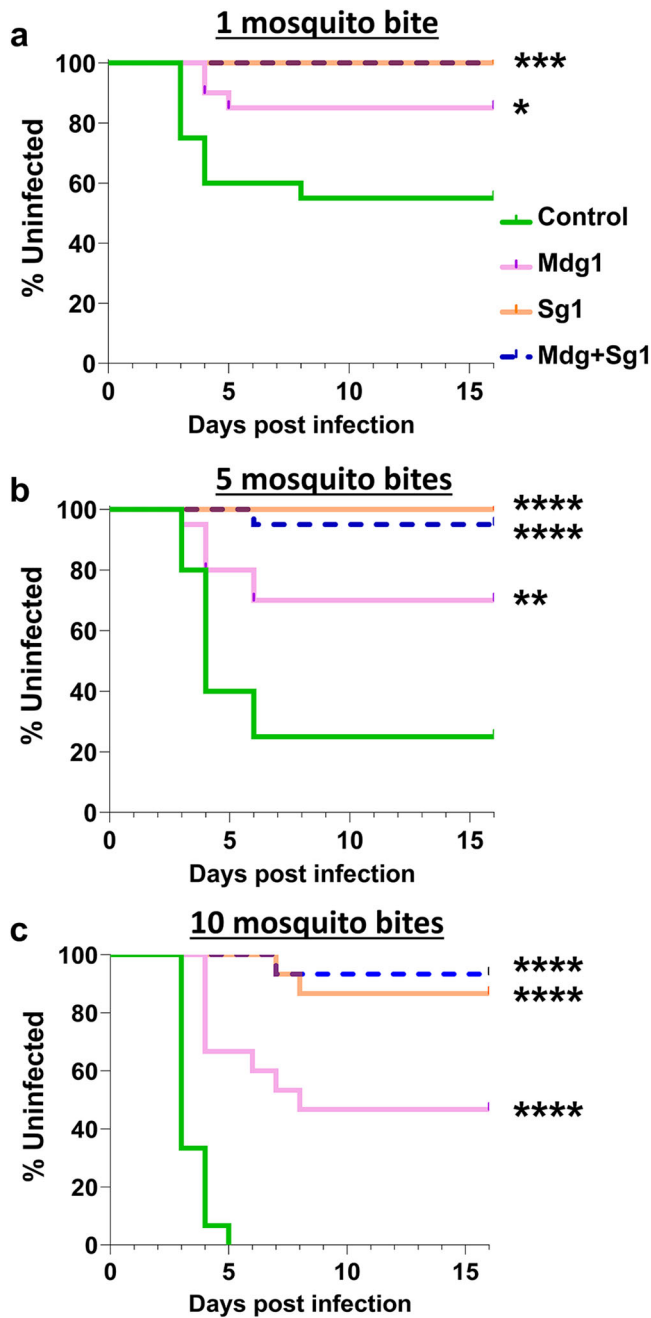 a
1 mosquito bite
100
80
60
40
20
0
% Uninfected
0 5 10 15
Days post infection
***
*
Control
Mdg1
Sg1
Mdg+Sg1
b
5 mosquito bites
100
80
60
40
20
0
% Uninfected
0 5 10 15
Days post infection
****
****
**
c
10 mosquito bites
100
80
60
40
20
0
% Uninfected
0 5 10 15
Days post infection
****
****
****